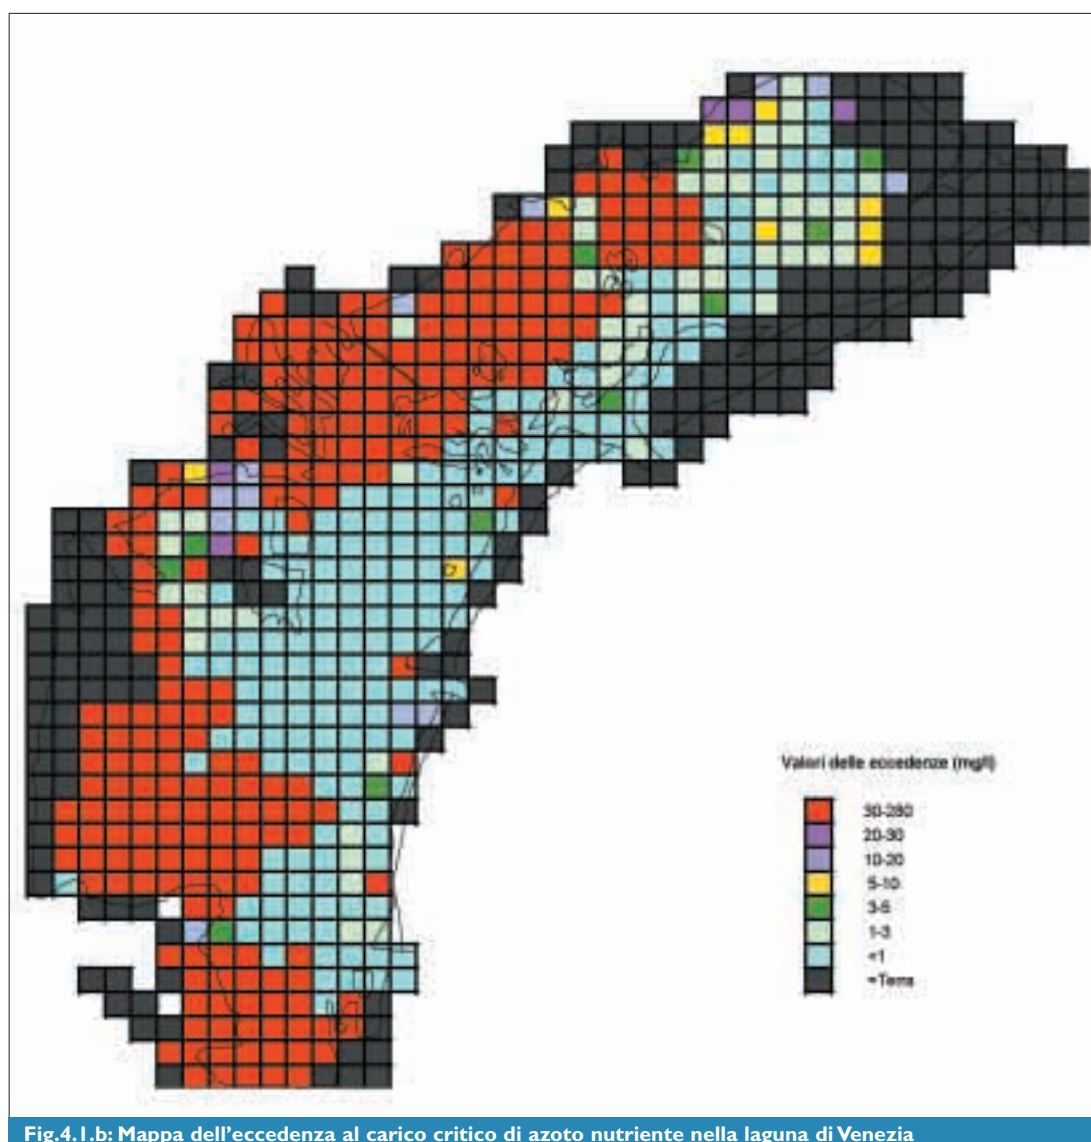 Valori delle eccedenze (mg/l)
30-280
20-30
10-20
5-10
3-5
1-3
<1
=Terra
Fig.4.1.b: Mappa dell'eccedenza al carico critico di azoto nutriente nella laguna di Venezia